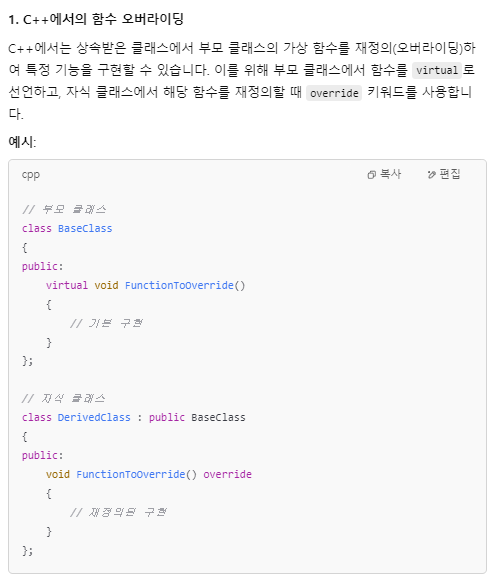 1. C++에서의 함수 오버라이딩
C++에서는 상속받은 클래스에서 부모 클래스의 가상 함수를 재정의(오버라이딩)하
여 특정 기능을 구현할 수 있습니다. 이를 위해 부모 클래스에서 함수를 virtual 로
선언하고, 자식 클래스에서 해당 함수를 재정의할 때 override 키워드를 사용합니
다.
예시:
cpp 복사 편집
// 부모 클래스
class BaseClass
{
public:
    virtual void FunctionToOverride()
    {
        // 기본 구현
    }
};
// 자식 클래스
class DerivedClass : public BaseClass
{
public:
    void FunctionToOverride() override
    {
        // 재정의된 구현
    }
};